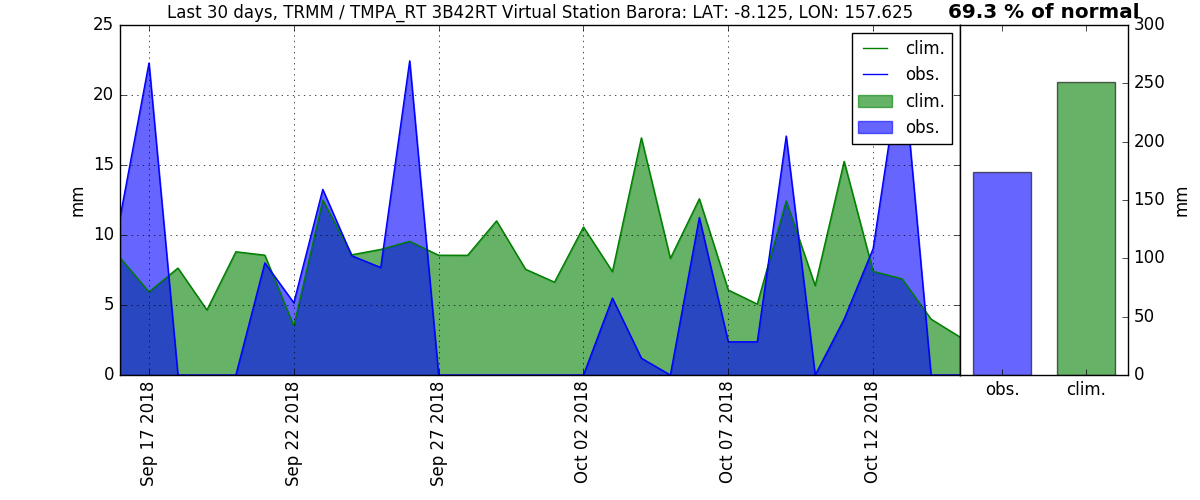 Last 30 days, TRMM / TMPA_RT 3B42RT Virtual Station Barora: LAT: -8.125, LON: 157.625
69.3 % of normal
25
20
15
10
5
0
mm
clim.
obs.
clim.
obs.
300
250
200
150
100
50
0
mm
Sep 17 2018
Sep 22 2018
Sep 27 2018
Oct 02 2018
Oct 07 2018
Oct 12 2018
obs.
clim.